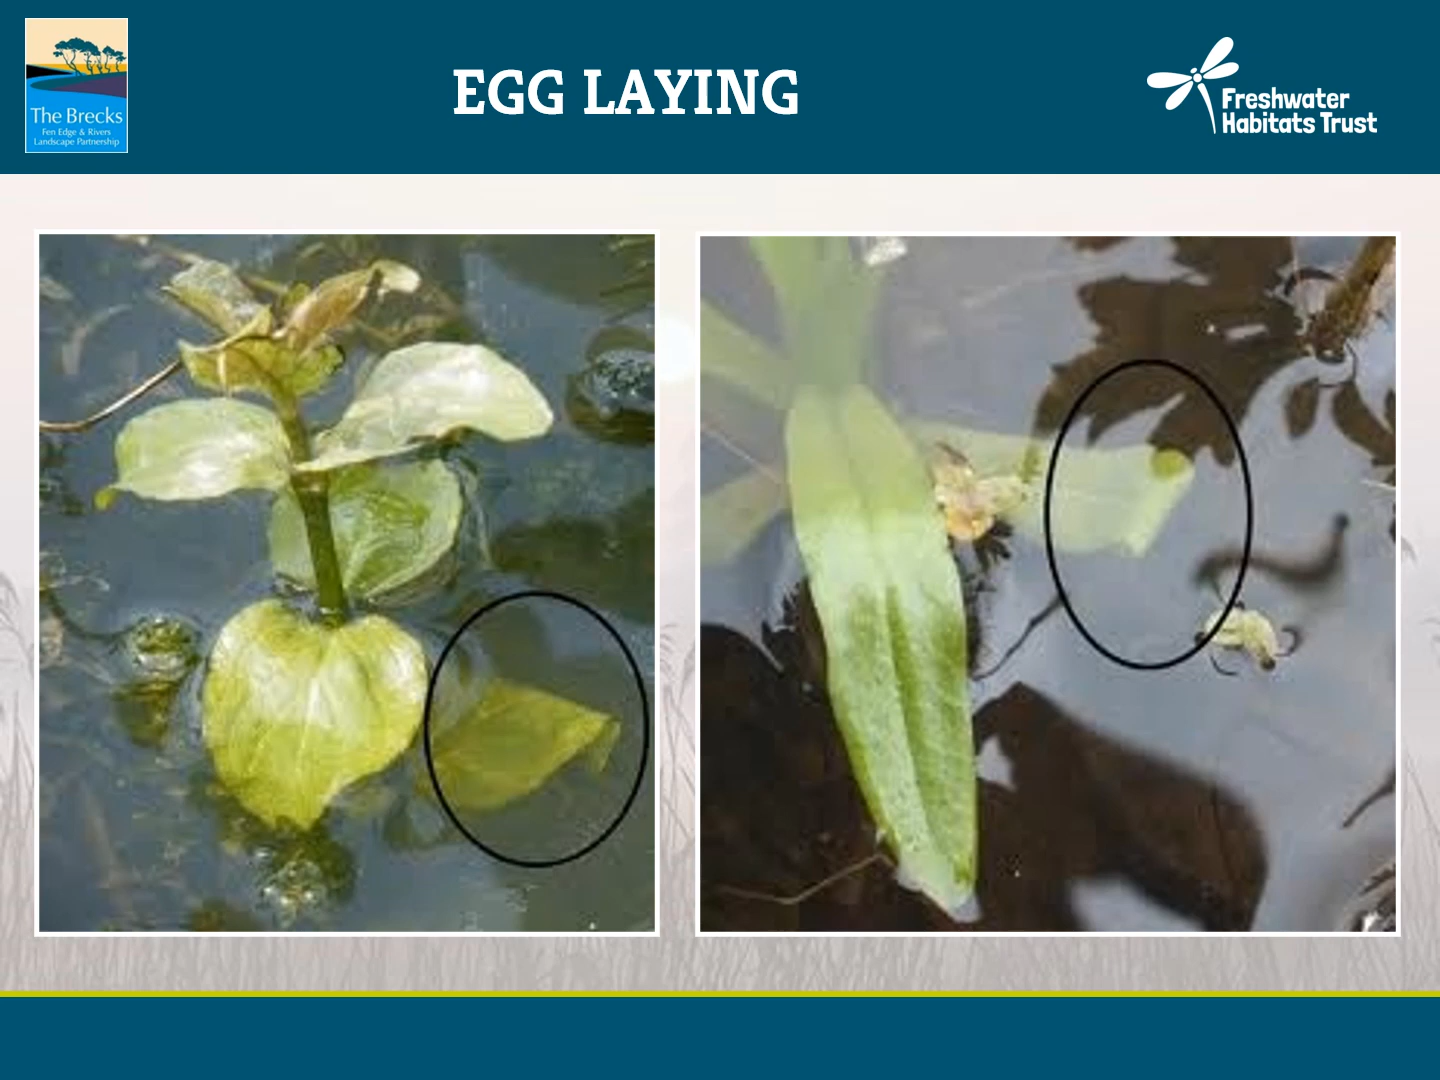 The Brecks
Fen Edge & Rivers
Landscape Partnership
EGG LAYING
Freshwater
Habitats Trust